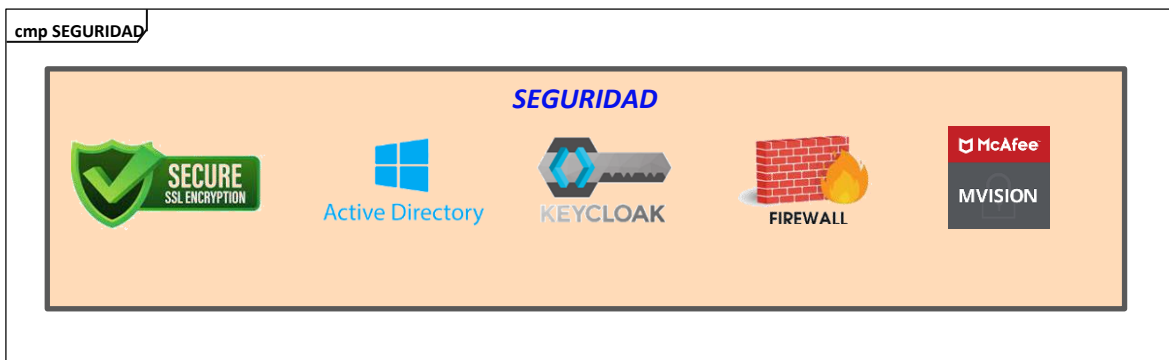 cmp SEGURIDAD
SEGURIDAD
SECURE
SSL ENCRYPTION
Active Directory
KEYCLOAK
FIREWALL
McAfee
MVISION